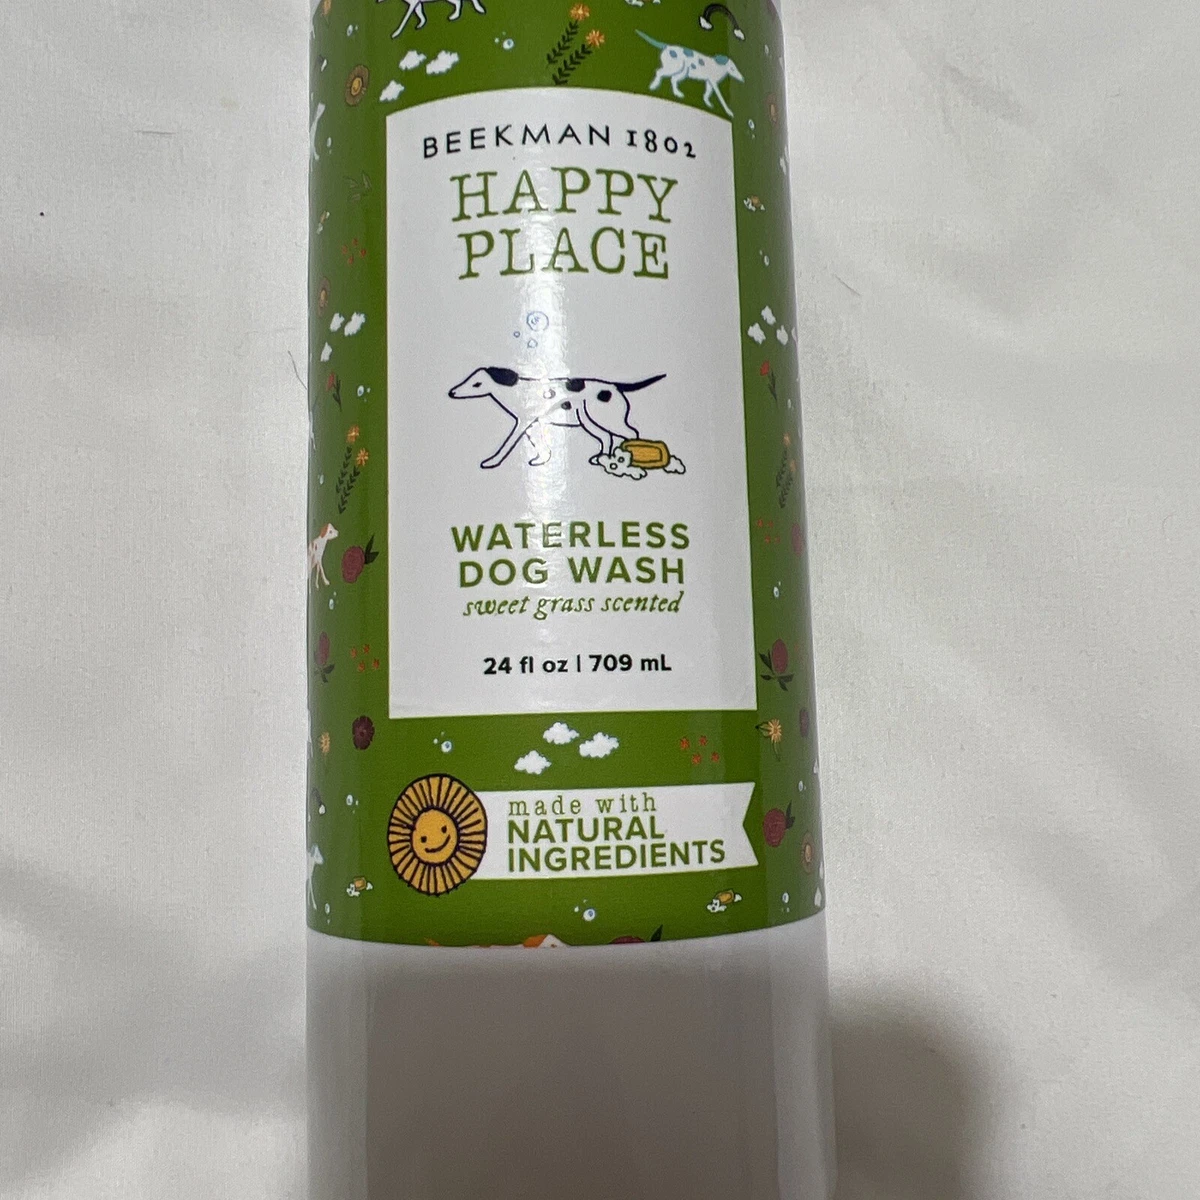 BEEKMAN 1802
HAPPY
PLACE
WATERLESS
DOG WASH
sweet grass scented
24 fl oz | 709 mL
made with
NATURAL
INGREDIENTS